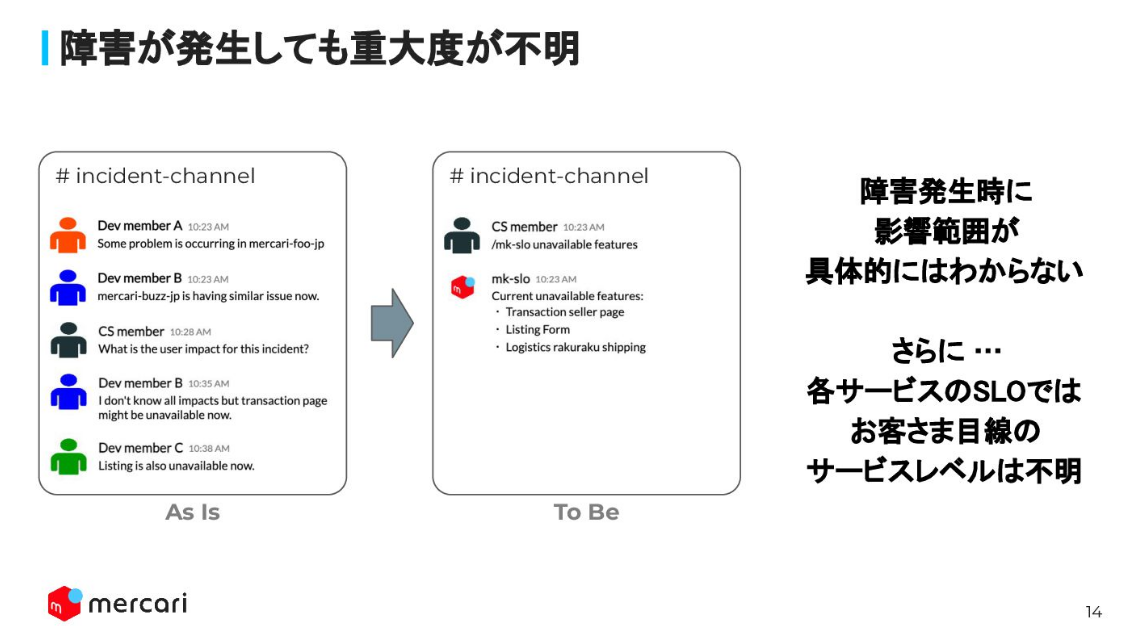 障害が発生しても重大度が不明
# incident-channel
Dev member A 10:23 AM
Some problem is occurring in mercari-foo-jp
Dev member B 10:23 AM
mercari-buzz-jp is having similar issue now.
CS member 10:28 AM
What is the user impact for this incident?
Dev member B 10:35 AM
I don't know all impacts but transaction page
might be unavailable now.
Dev member C 10:38 AM
Listing is also unavailable now.
As Is
# incident-channel
CS member 10:23 AM
/mk-slo unavailable features
mk-slo 10:23 AM
Current unavailable features:
・ Transaction seller page
・ Listing Form
・ Logistics rakuraku shipping
To Be
障害発生時に
影響範囲が
具体的にはわからない
さらに …
各サービスのSLOでは
お客さま目線の
サービスレベルは不明
mercari
14